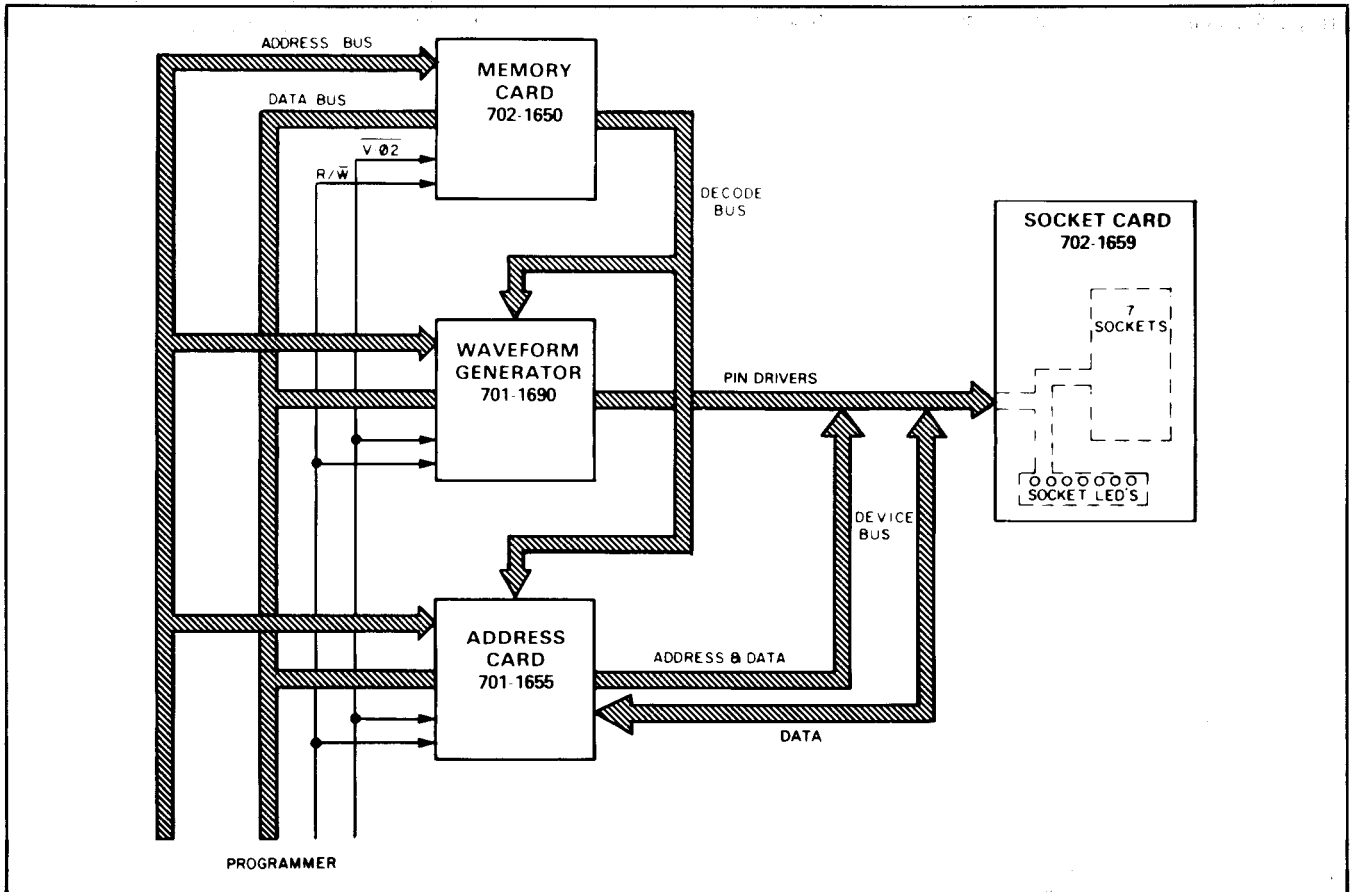 ADDRESS BUS
MEMORY
CARD
702-1650
DATA BUS
V·Ø2
R/W̅
DECODE
BUS
SOCKET CARD
702-1659
7
SOCKETS
WAVEFORM
GENERATOR
701-1690
PIN DRIVERS
SOCKET LED'S
DEVICE
BUS
ADDRESS
CARD
701-1655
ADDRESS & DATA
DATA
PROGRAMMER